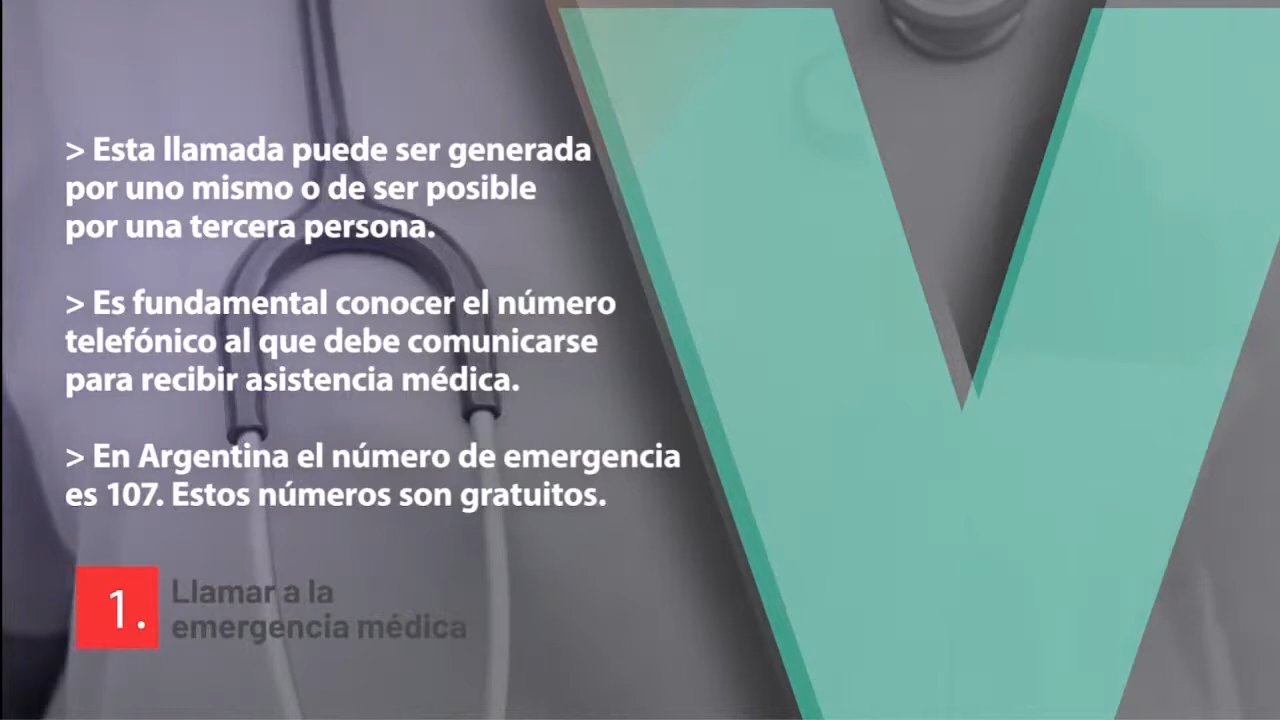 > Esta llamada puede ser generada
por uno mismo o de ser posible
por una tercera persona.
> Es fundamental conocer el número
telefónico al que debe comunicarse
para recibir asistencia médica.
> En Argentina el número de emergencia
es 107. Estos números son gratuitos.
1. Llamar a la
emergencia médica